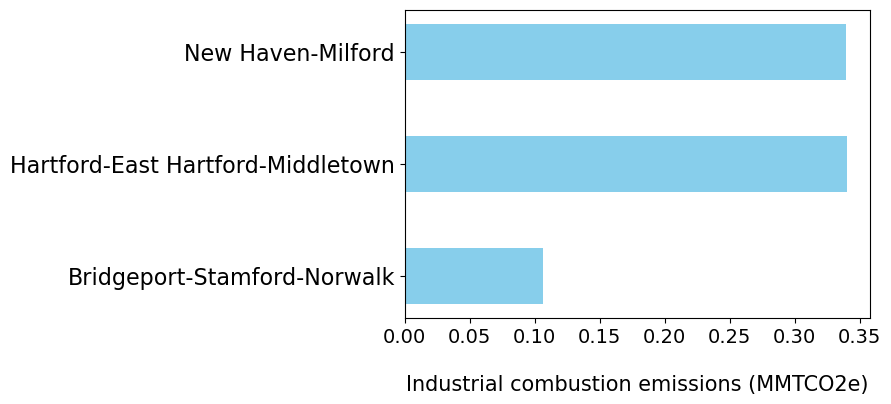 New Haven-Milford
Hartford-East Hartford-Middletown
Bridgeport-Stamford-Norwalk
0.00 0.05 0.10 0.15 0.20 0.25 0.30 0.35
Industrial combustion emissions (MMTCO2e)